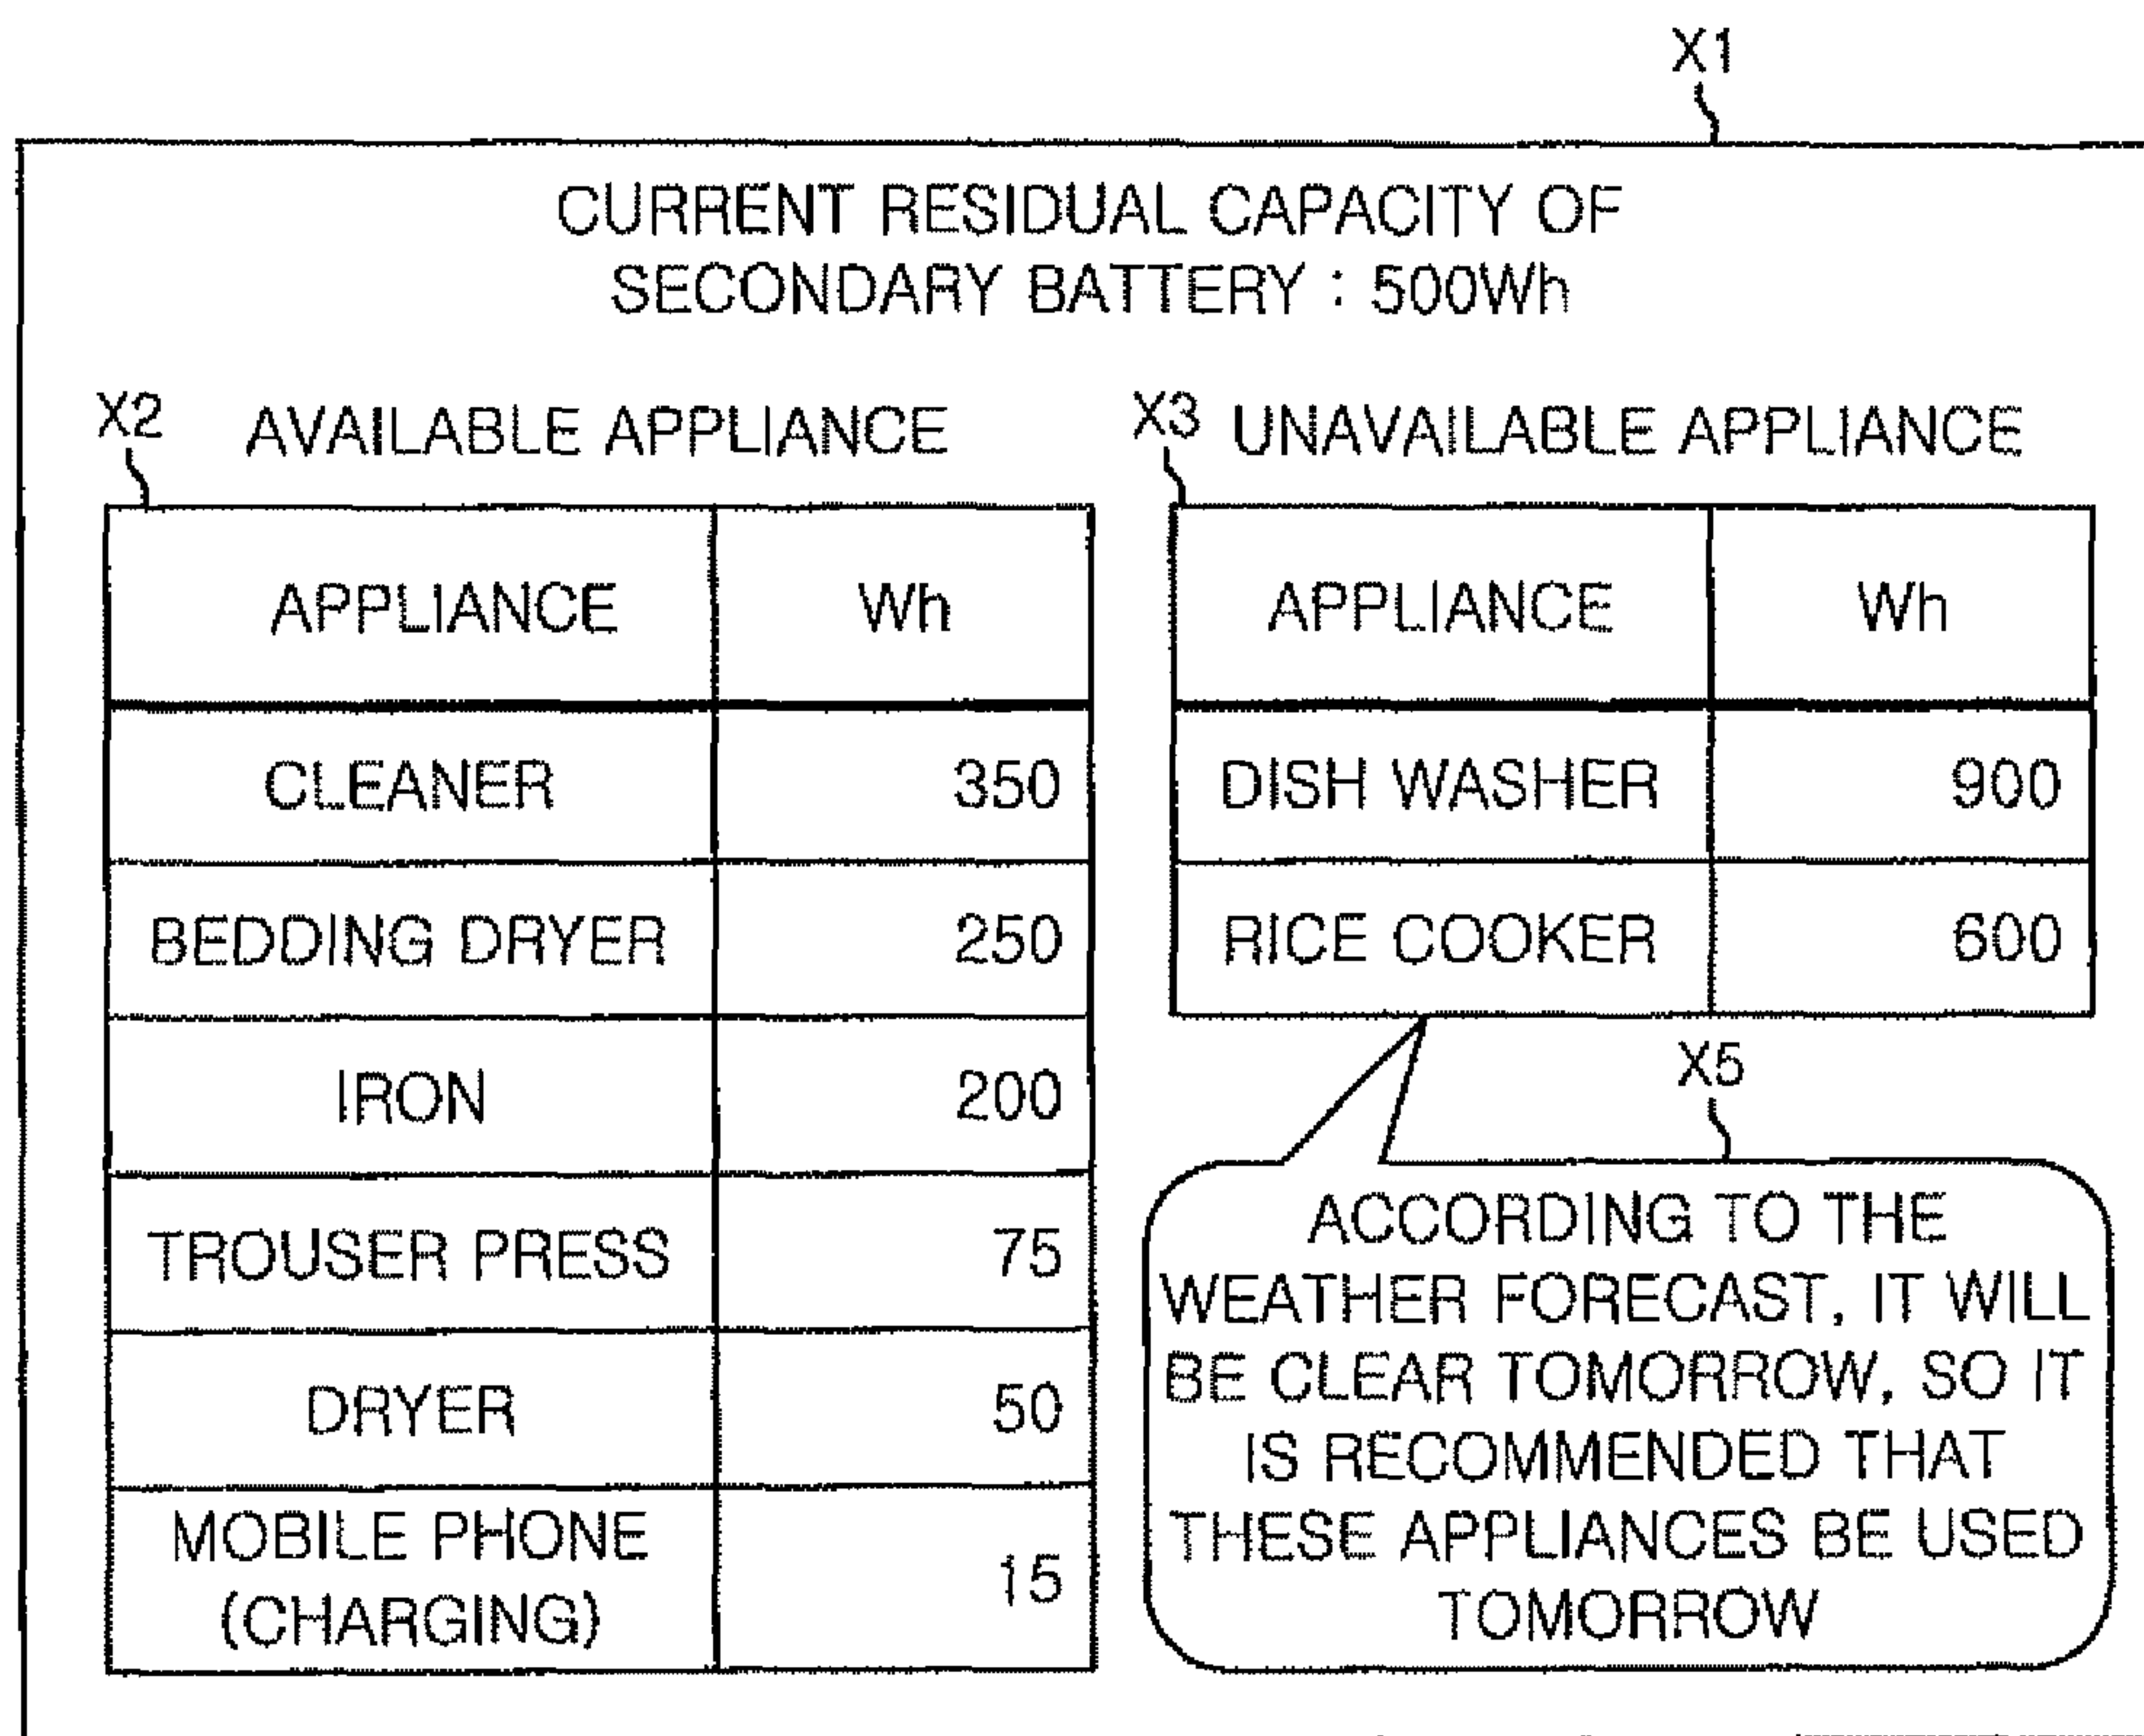 X1
CURRENT RESIDUAL CAPACITY OF
SECONDARY BATTERY : 500Wh
X2 AVAILABLE APPLIANCE
APPLIANCE Wh
CLEANER 350
BEDDING DRYER 250
IRON 200
TROUSER PRESS 75
DRYER 50
MOBILE PHONE
(CHARGING) 15
X3 UNAVAILABLE APPLIANCE
APPLIANCE Wh
DISH WASHER 900
RICE COOKER 600
X5
ACCORDING TO THE
WEATHER FORECAST, IT WILL
BE CLEAR TOMORROW, SO IT
IS RECOMMENDED THAT
THESE APPLIANCES BE USED
TOMORROW